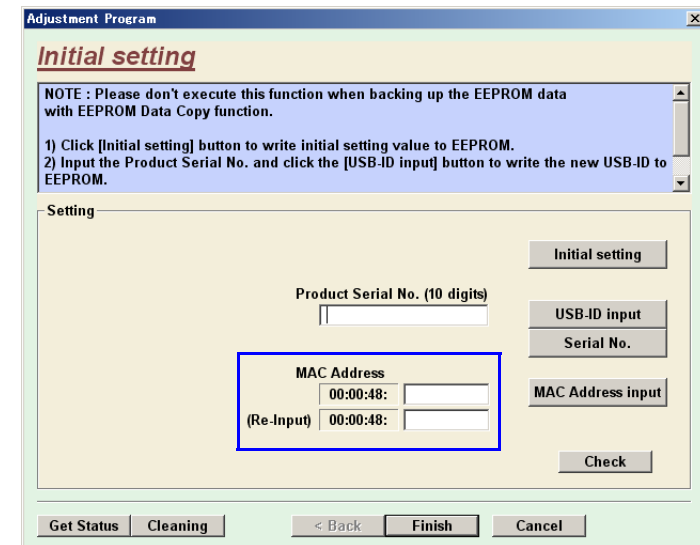 Adjustment Program
Initial setting
NOTE : Please don't execute this function when backing up the EEPROM data
with EEPROM Data Copy function.
1) Click [Initial setting] button to write initial setting value to EEPROM.
2) Input the Product Serial No. and click the [USB-ID input] button to write the new USB-ID to
EEPROM.
Setting
Initial setting
Product Serial No. (10 digits)
USB-ID input
Serial No.
MAC Address
00:00:48:
MAC Address input
(Re-Input) 00:00:48:
Check
Get Status Cleaning < Back Finish Cancel